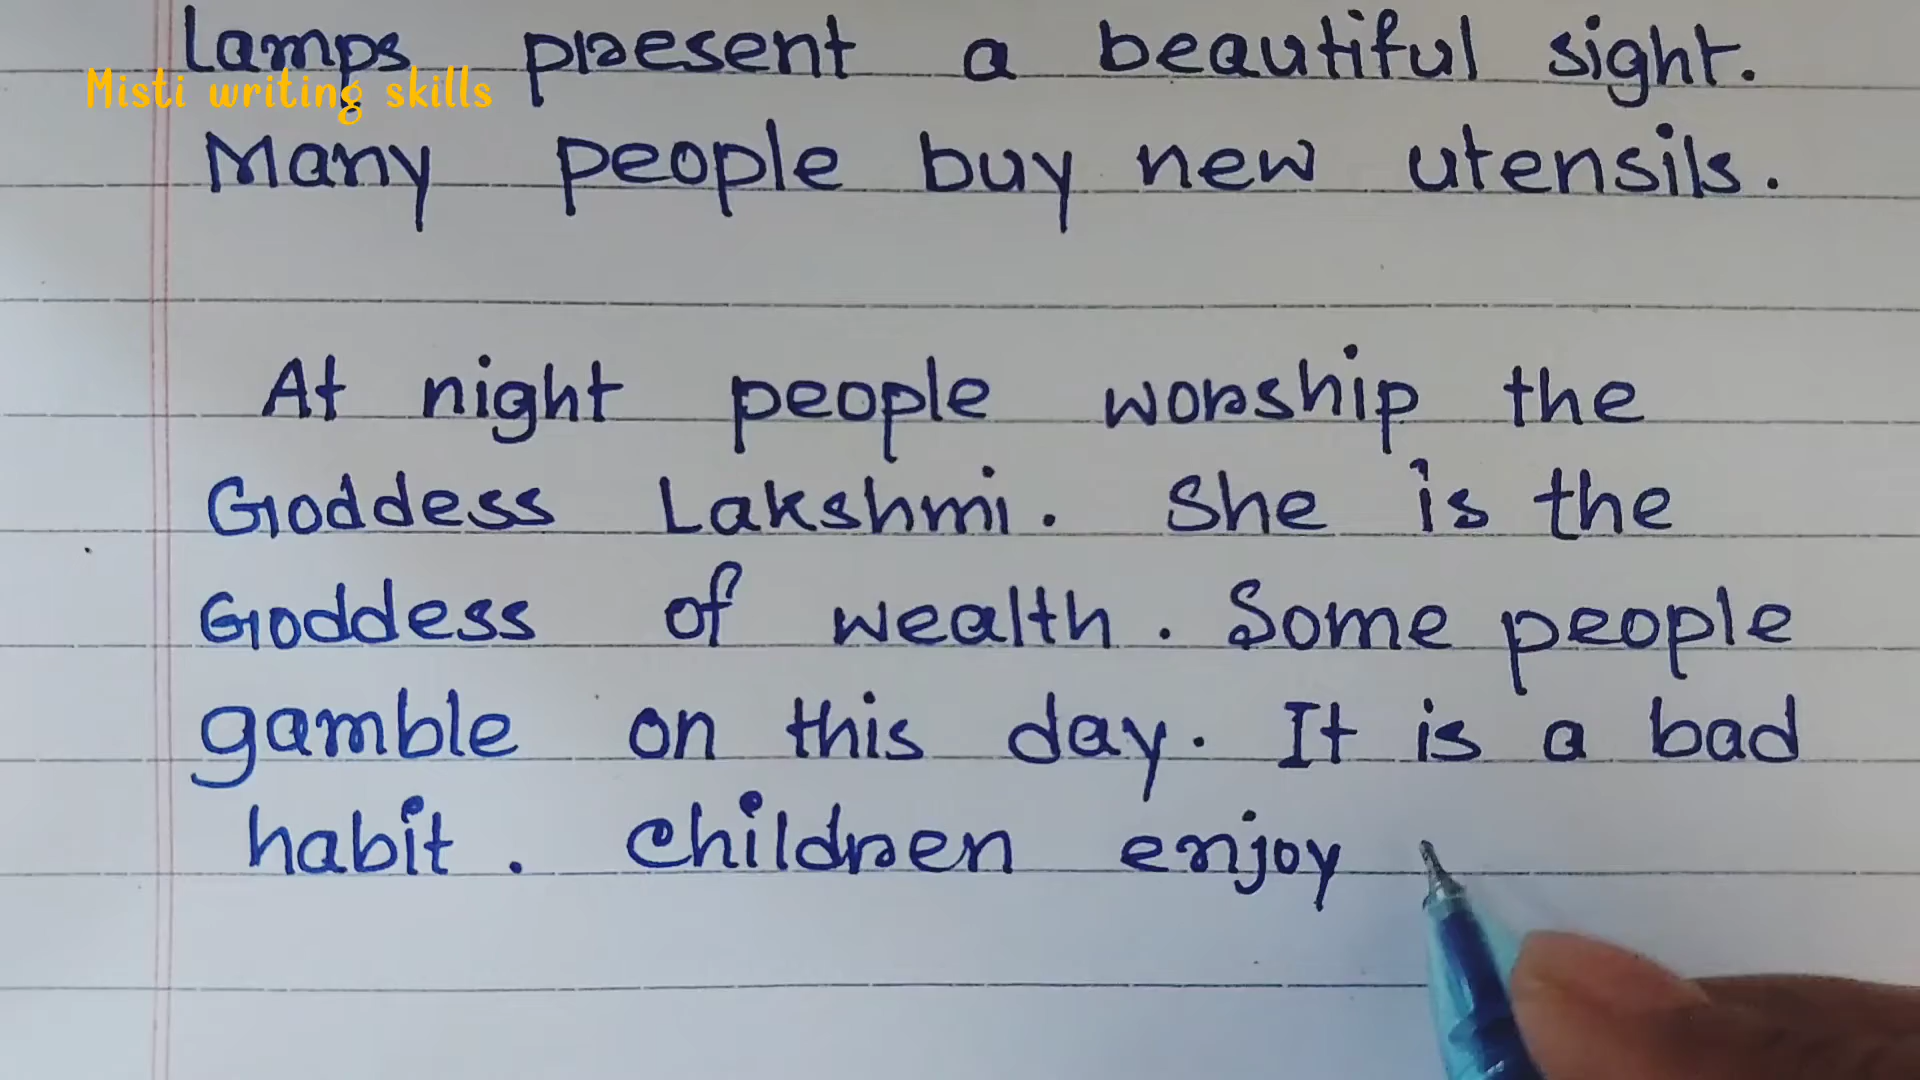 Lamps present a beautiful sight.
Misti writing skills
Many people buy new utensils.
At night people worship the
Goddess Lakshmi. She is the
Goddess of wealth. Some people
gamble on this day. It is a bad
habit. Children enjoy